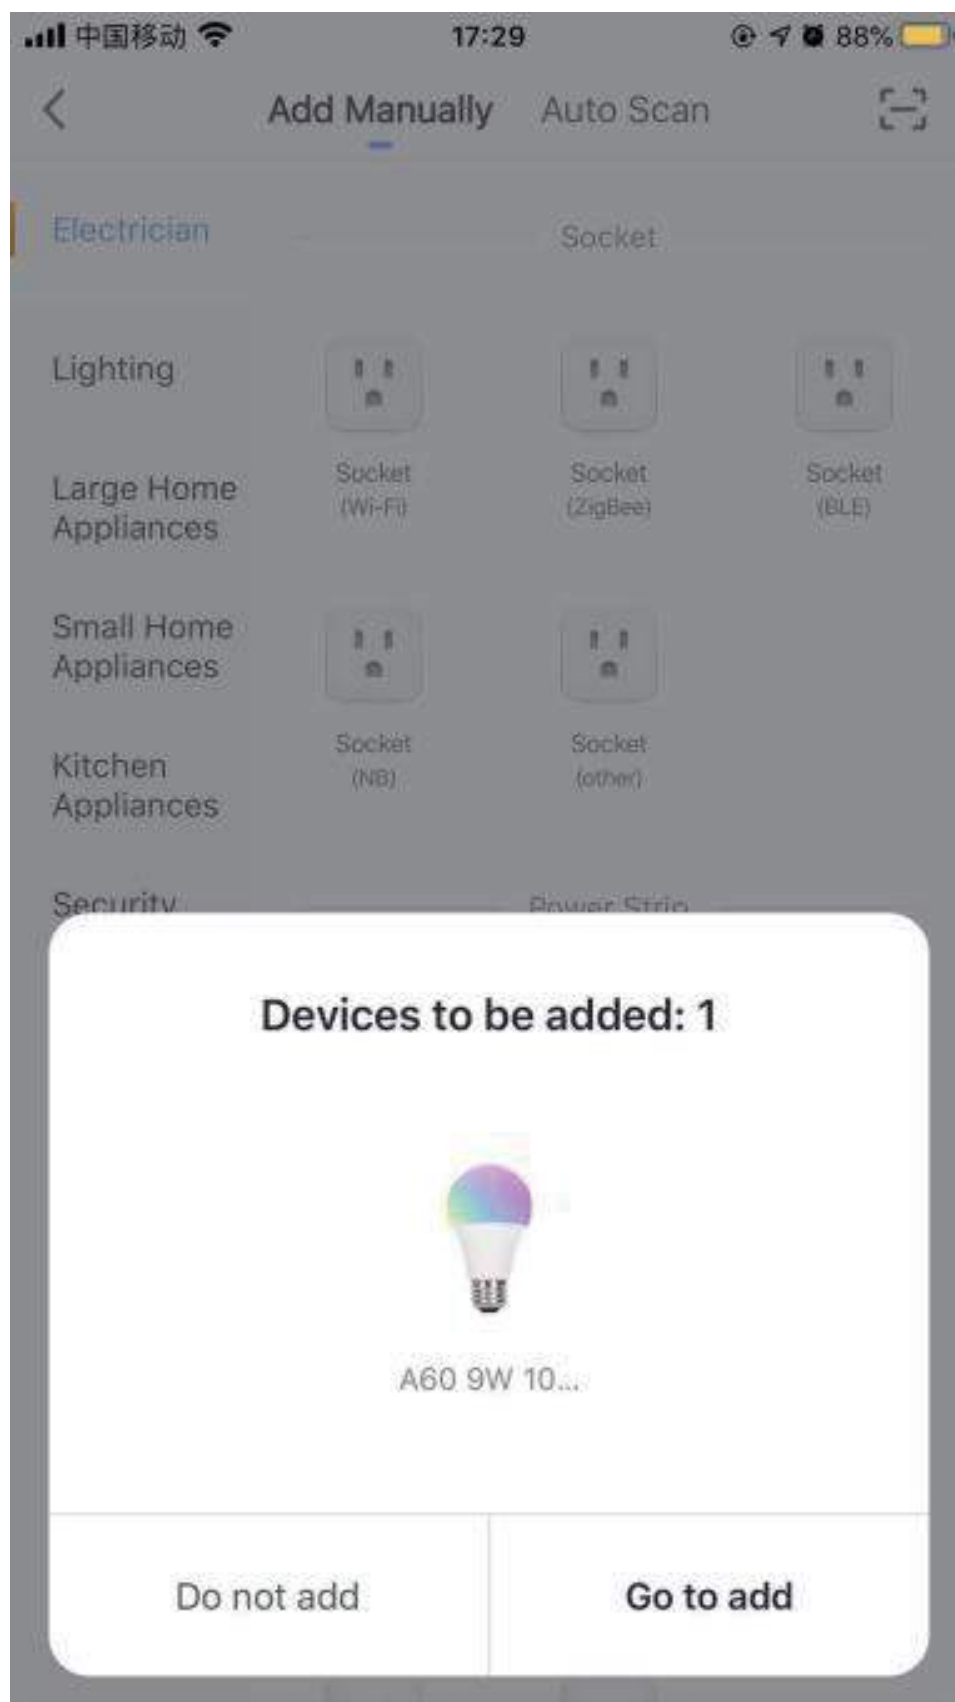 中国移动 17:29 88%
Add Manually Auto Scan
Electrician
Socket
Lighting
Socket Socket Socket
(Wi-Fi) (ZigBee) (BLE)
Large Home
Appliances
Small Home
Appliances
Socket Socket
(NB) (other)
Kitchen
Appliances
Security
Power Strip
Devices to be added: 1
A60 9W 10...
Do not add Go to add